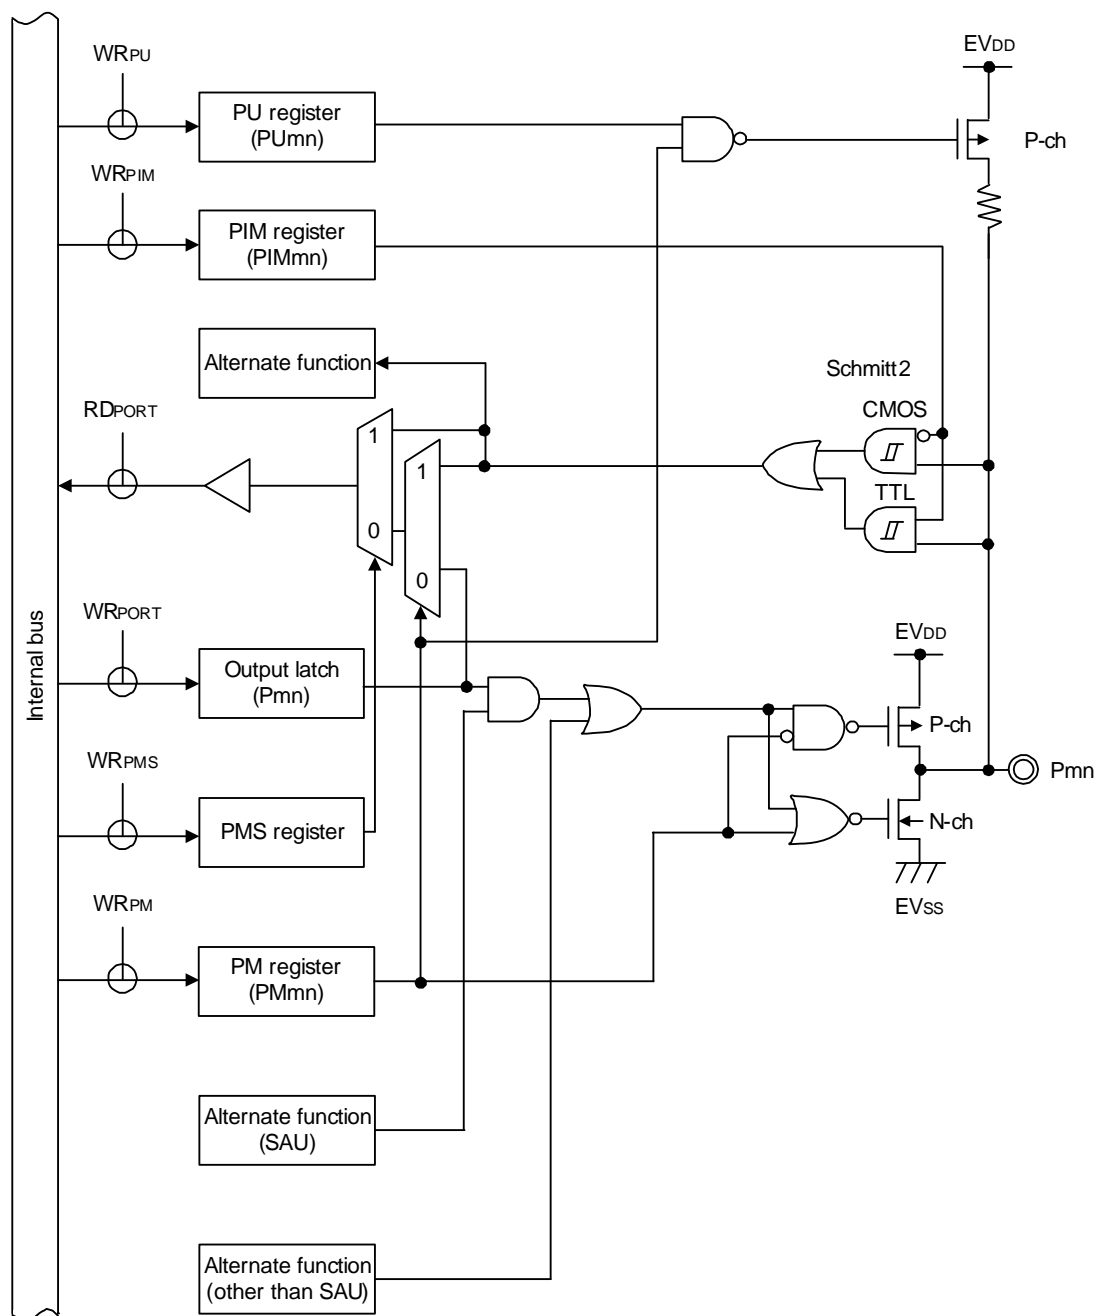 WRPU
EVDD
PU register
(PUmn)
P-ch
WRPIM
PIM register
(PIMmn)
Alternate function
Schmitt2
CMOS
RDPORT
1
1
TTL
0
0
WRPORT
EVDD
Internal bus
Output latch
(Pmn)
P-ch
WRPMS
Pmn
PMS register
N-ch
WRPM
EVSS
PM register
(PMmn)
Alternate function
(SAU)
Alternate function
(other than SAU)